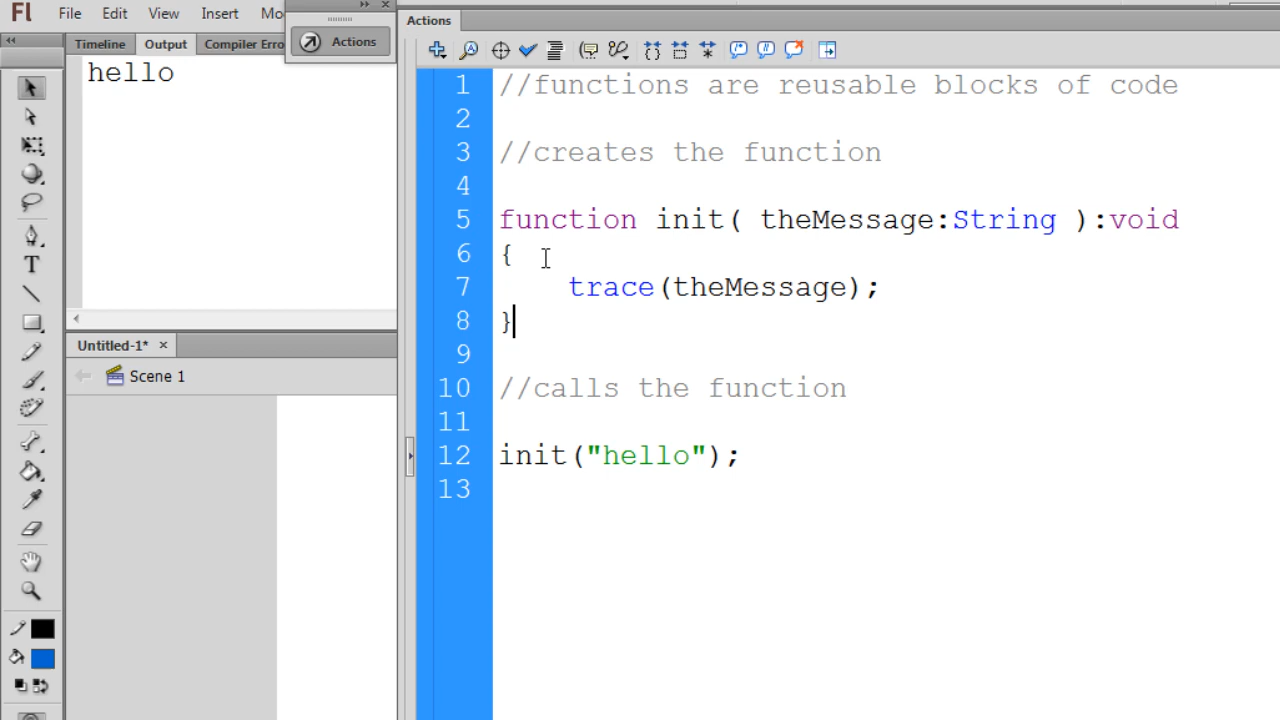 Fl File Edit View Insert
Timeline Output Compiler Erro
Actions
Actions
hello
Untitled-1*
Scene 1
1 //functions are reusable blocks of code
2
3 //creates the function
4
5 function init( theMessage:String ):void
6 {
7 trace(theMessage);
8 }
9
10 //calls the function
11
12 init("hello");
13